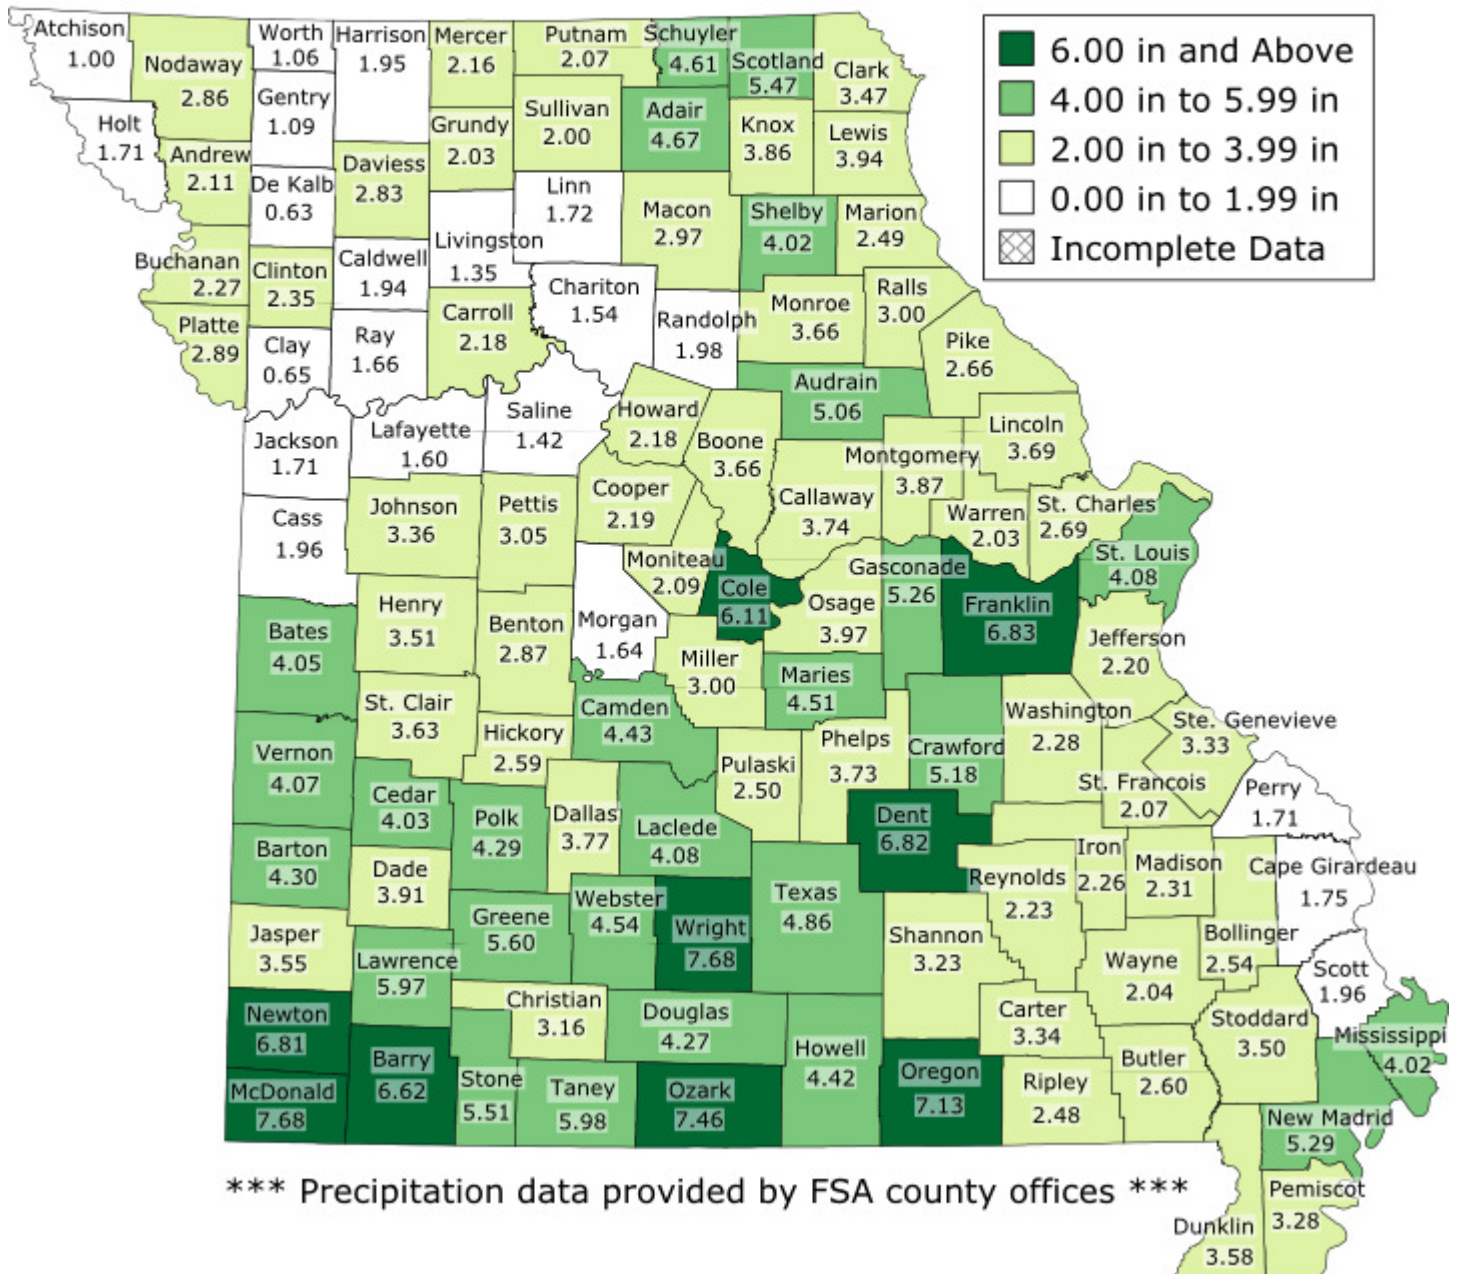 Atchison
1.00
Nodaway
2.86
Worth
1.06
Harrison
1.95
Mercer
2.16
Putnam
2.07
Schuyler
4.61
Scotland
5.47
Clark
3.47
6.00 in and Above
4.00 in to 5.99 in
2.00 in to 3.99 in
0.00 in to 1.99 in
Incomplete Data
Holt
1.71
Gentry
1.09
Andrew
2.11
De Kalb
0.63
Daviess
2.83
Grundy
2.03
Sullivan
2.00
Adair
4.67
Knox
3.86
Lewis
3.94
Linn
1.72
Macon
2.97
Shelby
4.02
Marion
2.49
Livingston
1.35
Buchanan
2.27
Clinton
2.35
Caldwell
1.94
Chariton
1.54
Carroll
2.18
Randolph
1.98
Monroe
3.66
Ralls
3.00
Platte
2.89
Clay
0.65
Ray
1.66
Pike
2.66
Audrain
5.06
Jackson
1.71
Lafayette
1.60
Saline
1.42
Howard
2.18
Boone
3.66
Callaway
3.74
Montgomery
3.87
Lincoln
3.69
Cass
1.96
Johnson
3.36
Pettis
3.05
Cooper
2.19
Warren
2.03
St. Charles
2.69
St. Louis
4.08
Moniteau
2.09
Cole
6.11
Osage
3.97
Gasconade
5.26
Franklin
6.83
Jefferson
2.20
Bates
4.05
Henry
3.51
Benton
2.87
Morgan
1.64
Miller
3.00
Maries
4.51
St. Clair
3.63
Hickory
2.59
Camden
4.43
Pulaski
2.50
Phelps
3.73
Crawford
5.18
Washington
2.28
Ste. Genevieve
3.33
St. Francois
2.07
Perry
1.71
Vernon
4.07
Cedar
4.03
Polk
4.29
Dallas
3.77
Laclede
4.08
Dent
6.82
Iron
2.26
Madison
2.31
Cape Girardeau
1.75
Barton
4.30
Dade
3.91
Greene
5.60
Webster
4.54
Wright
7.68
Texas
4.86
Reynolds
2.23
Shannon
3.23
Wayne
2.04
Bollinger
2.54
Scott
1.96
Jasper
3.55
Lawrence
5.97
Christian
3.16
Douglas
4.27
Howell
4.42
Carter
3.34
Stoddard
3.50
Mississippi
4.02
Newton
6.81
McDonald
7.68
Barry
6.62
Stone
5.51
Taney
5.98
Ozark
7.46
Oregon
7.13
Ripley
2.48
Butler
2.60
New Madrid
5.29
Pemiscot
3.28
Dunklin
3.58
*** Precipitation data provided by FSA county offices ***